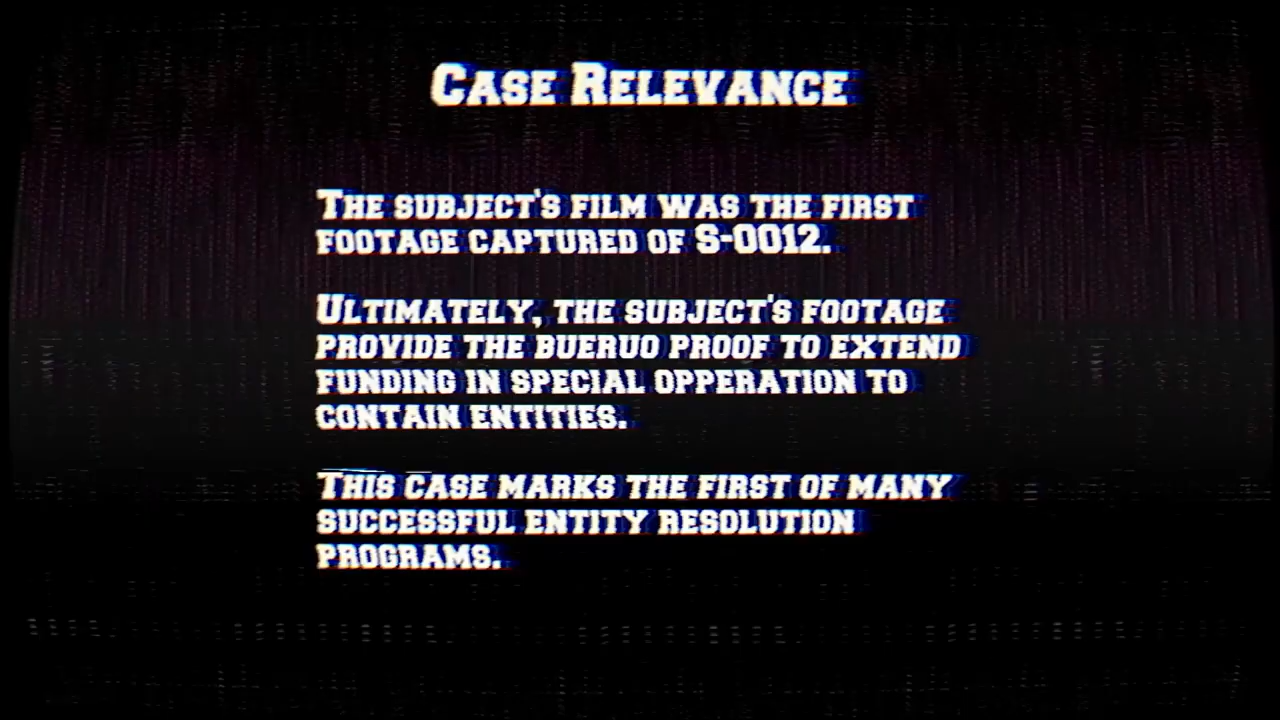 Case Relevance
The subject's film was the first
footage captured of S-0012.
Ultimately, the subject's footage
provide the bueruo proof to extend
funding in special opperation to
contain entities.
This case marks the first of many
successful entity resolution
programs.